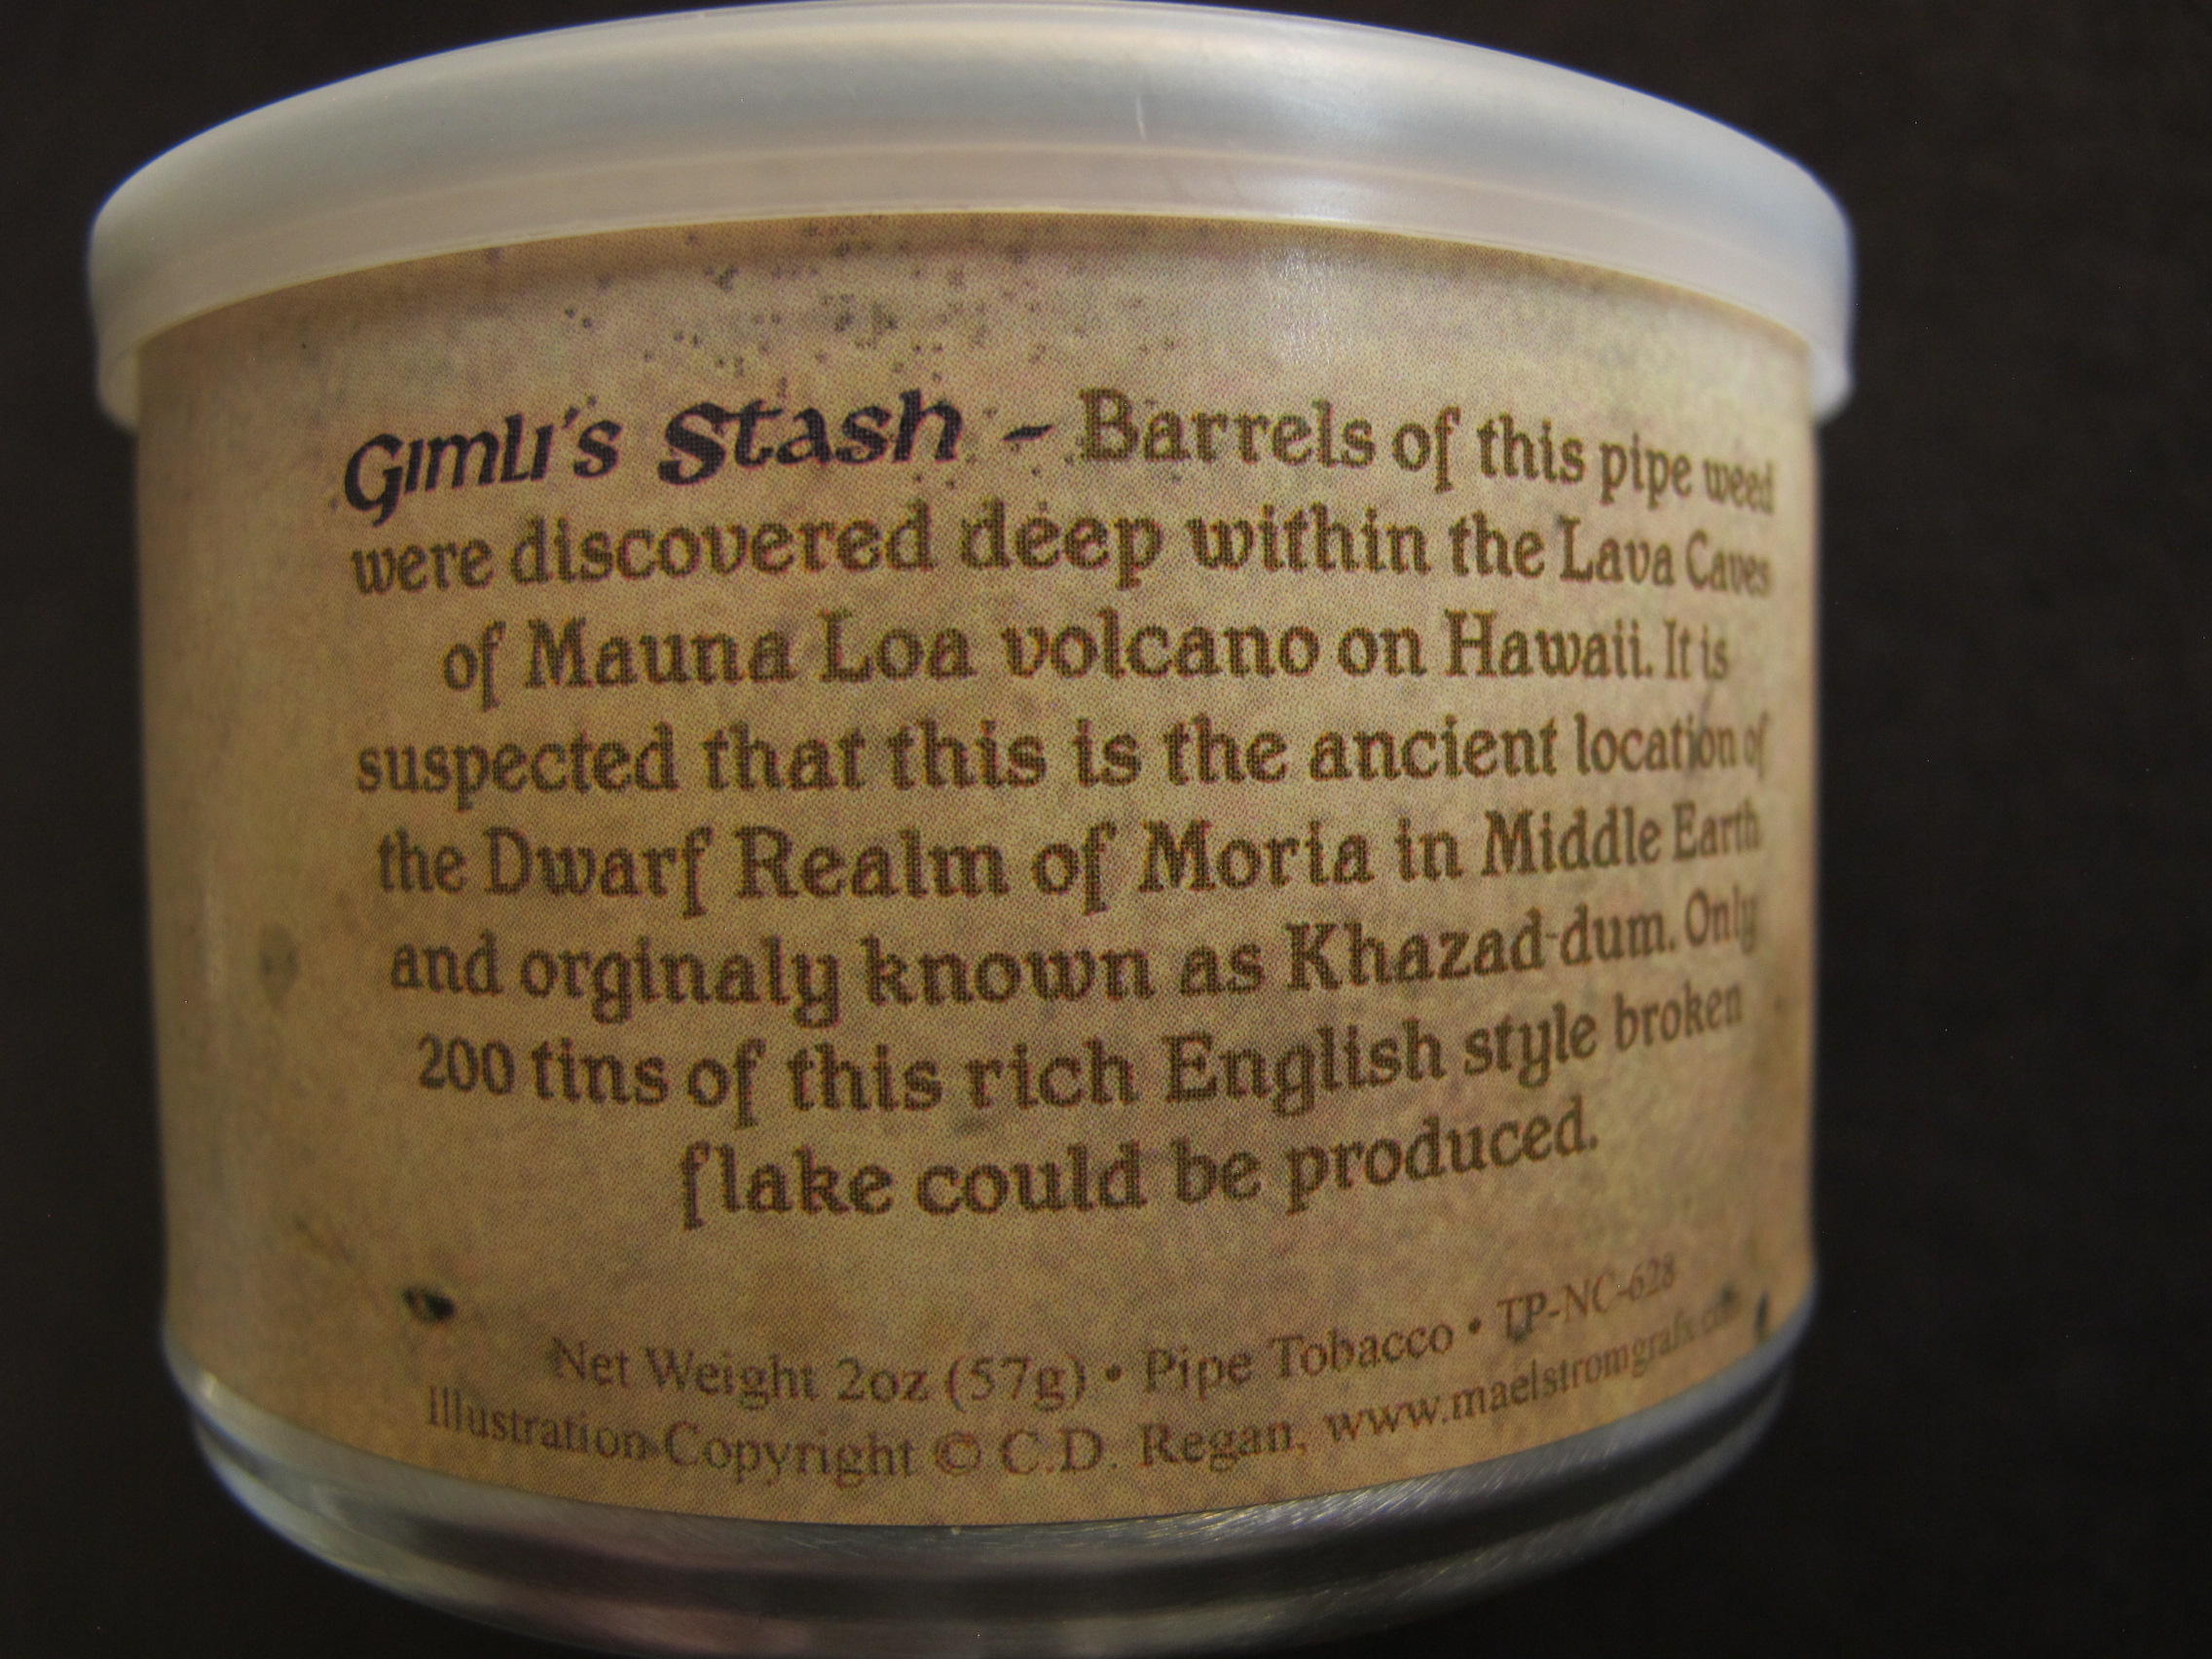 Gimli's Stash - Barrels of this pipe weed
were discovered deep within the Lava Caves
of Mauna Loa volcano on Hawaii. It is
suspected that this is the ancient location of
the Dwarf Realm of Moria in Middle Earth
and orginaly known as Khazad-dum. Only
200 tins of this rich English style broken
flake could be produced.
Net Weight 2oz (57g) • Pipe Tobacco • TP-NC-628
Illustration Copyright © C.D. Regan, www.maelstromgrafx.com